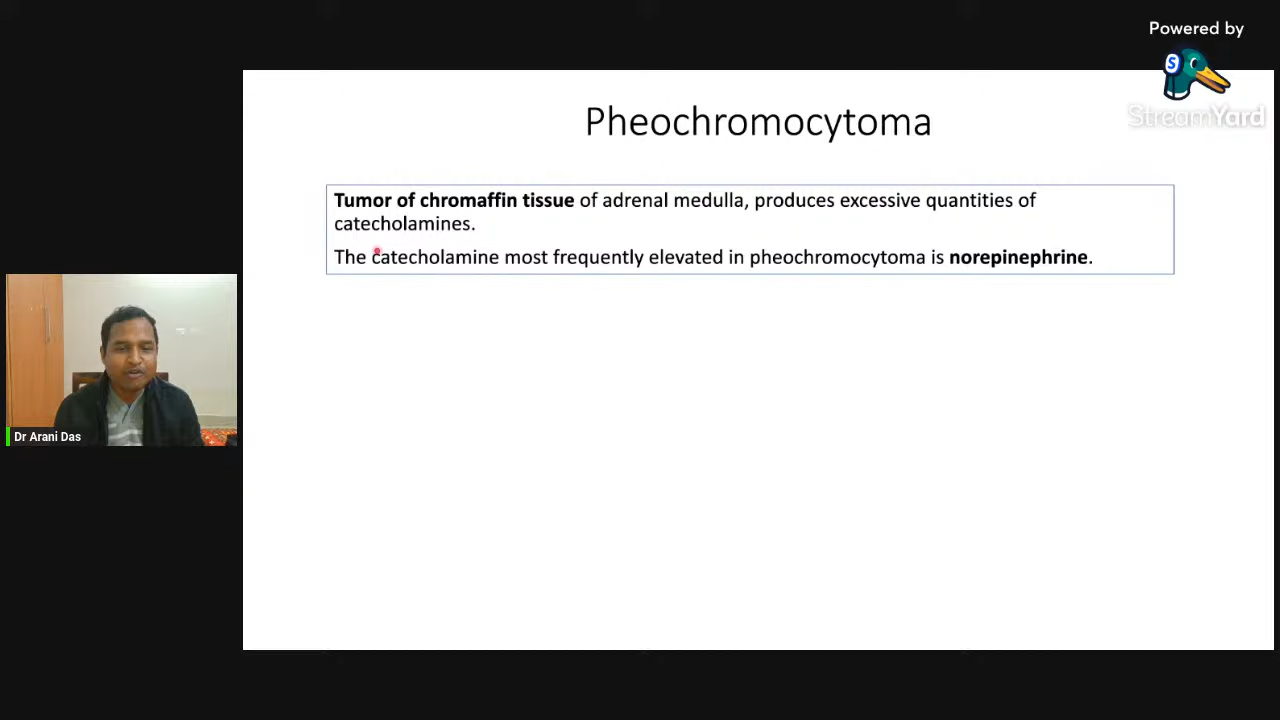 Powered by
S
StreamYard
Pheochromocytoma
Tumor of chromaffin tissue of adrenal medulla, produces excessive quantities of
catecholamines.
The catecholamine most frequently elevated in pheochromocytoma is norepinephrine.
Dr Arani Das